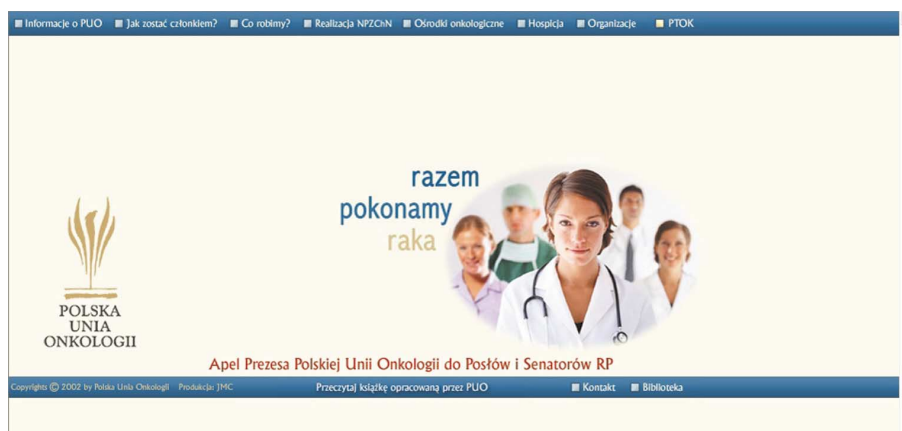 Informacje o PUO Jak zostać członkiem? Co robimy? Realizacja NPZChN Ośrodki onkologiczne Hospicja Organizacje PTOK
razem
pokonamy
raka
POLSKA
UNIA
ONKOLOGII
Apel Prezesa Polskiej Unii Onkologii do Posłów i Senatorów RP
Copyrights © 2002 by Polska Unia Onkologii Produkcja: JMC Przeczytaj książkę opracowaną przez PUO Kontakt Biblioteka